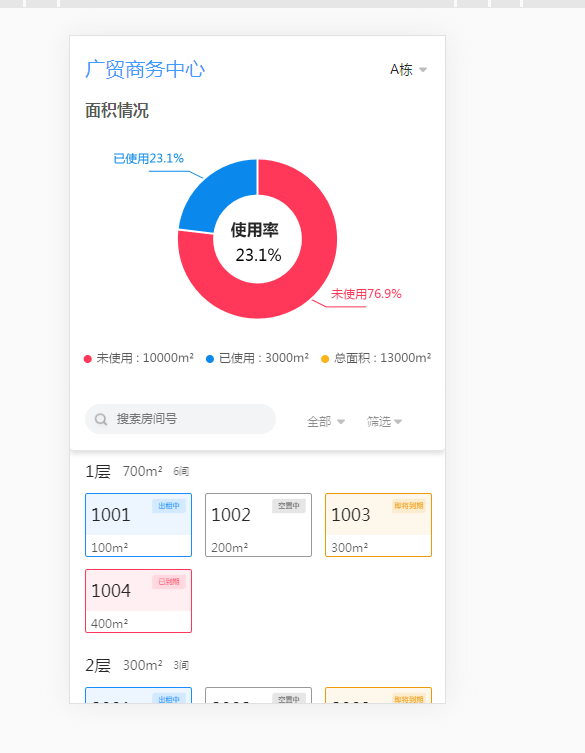 广贸商务中心 A栋
面积情况
已使用23.1%
使用率
23.1%
未使用76.9%
未使用 : 10000m² 已使用 : 3000m² 总面积 : 13000m²
搜索房间号 全部 筛选
1层 700m² 6间
1001 出租中 1002 空置中 1003 即将到期
100m² 200m² 300m²
1004 已到期
400m²
2层 300m² 3间
出租中 空置中 即将到期